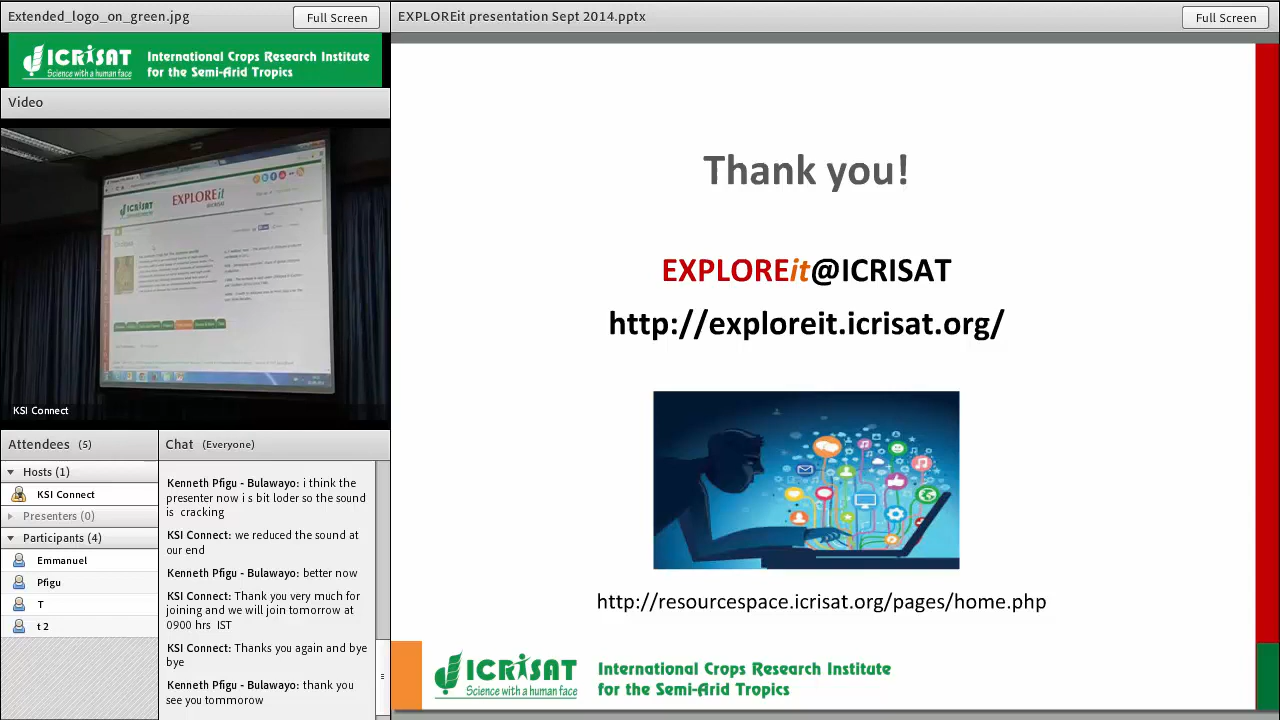 Extended_logo_on_green.jpg
Full Screen
ICRISAT
Science with a human face
International Crops Research Institute
for the Semi-Arid Tropics
Video
ICRISAT
EXPLOREit
KSI Connect
Attendees (5)
Hosts (1)
KSI Connect
Presenters (0)
Participants (4)
Emmanuel
Pfigu
T
t 2
Chat (Everyone)
Kenneth Pfigu - Bulawayo: i think the
presenter now i s bit loder so the sound
is cracking
KSI Connect: we reduced the sound at
our end
Kenneth Pfigu - Bulawayo: better now
KSI Connect: Thank you very much for
joining and we will join tomorrow at
0900 hrs IST
KSI Connect: Thanks you again and bye
bye
Kenneth Pfigu - Bulawayo: thank you
see you tommorow
EXPLOREit presentation Sept 2014.pptx
Full Screen
Thank you!
EXPLOREit@ICRISAT
http://exploreit.icrisat.org/
http://resourcespace.icrisat.org/pages/home.php
ICRISAT
Science with a human face
International Crops Research Institute
for the Semi-Arid Tropics